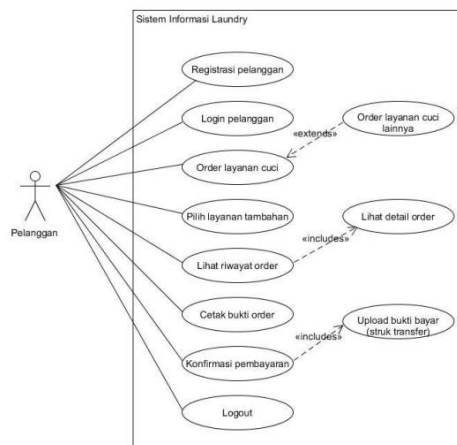 Sistem Informasi Laundry
Registrasi pelanggan
Login pelanggan
«extends»
Order layanan cuci
lainnya
Order layanan cuci
Pelanggan
Pilih layanan tambahan
Lihat detail order
«includes»
Lihat riwayat order
Cetak bukti order
Upload bukti bayar
(struk transfer)
«includes»
Konfirmasi pembayaran
Logout